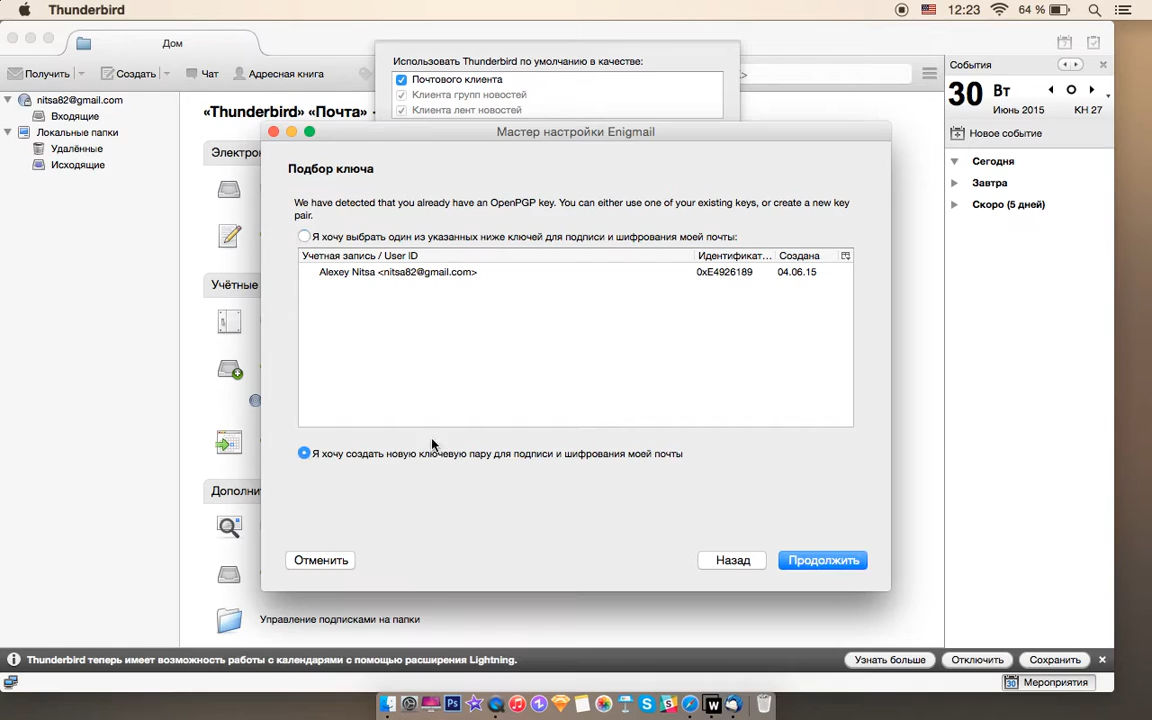 Thunderbird
12:23
64 %
Дом
Получить
Создать
Чат
Адресная книга
Использовать Thunderbird по умолчанию в качестве:
Почтового клиента
Клиента групп новостей
Клиента лент новостей
nitsa82@gmail.com
Входящие
Локальные папки
Удалённые
Исходящие
«Thunderbird» «Почта»
Мастер настройки Enigmail
Подбор ключа
We have detected that you already have an OpenPGP key. You can either use one of your existing keys, or create a new key
pair.
Я хочу выбрать один из указанных ниже ключей для подписи и шифрования моей почты:
Учетная запись / User ID
Идентификат...
Создана
Alexey Nitsa <nitsa82@gmail.com>
0xE4926189
04.06.15
Я хочу создать новую ключевую пару для подписи и шифрования моей почты
Отменить
Назад
Продолжить
Учётные
Управление подписками на папки
События
30
Вт
Июнь 2015
КН 27
Новое событие
Сегодня
Завтра
Скоро (5 дней)
Thunderbird теперь имеет возможность работы с календарями с помощью расширения Lightning.
Узнать больше
Отключить
Сохранить
30
Мероприятия